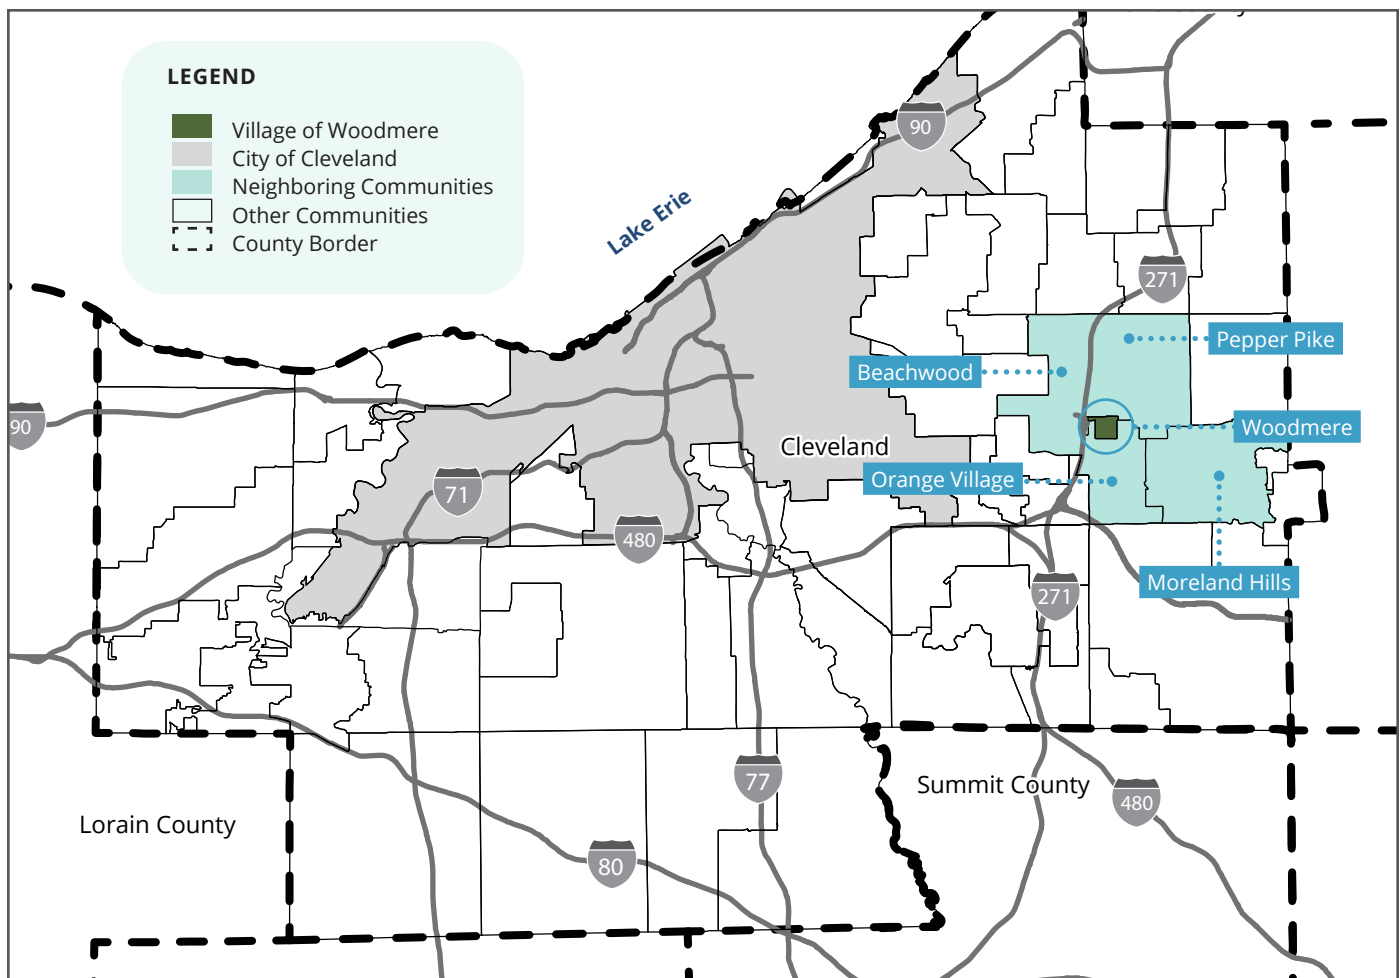 LEGEND
Village of Woodmere
City of Cleveland
Neighboring Communities
Other Communities
County Border
Lake Erie
90
271
Pepper Pike
Beachwood
90
Woodmere
Cleveland
Orange Village
71
480
Moreland Hills
271
77
Summit County
480
Lorain County
80